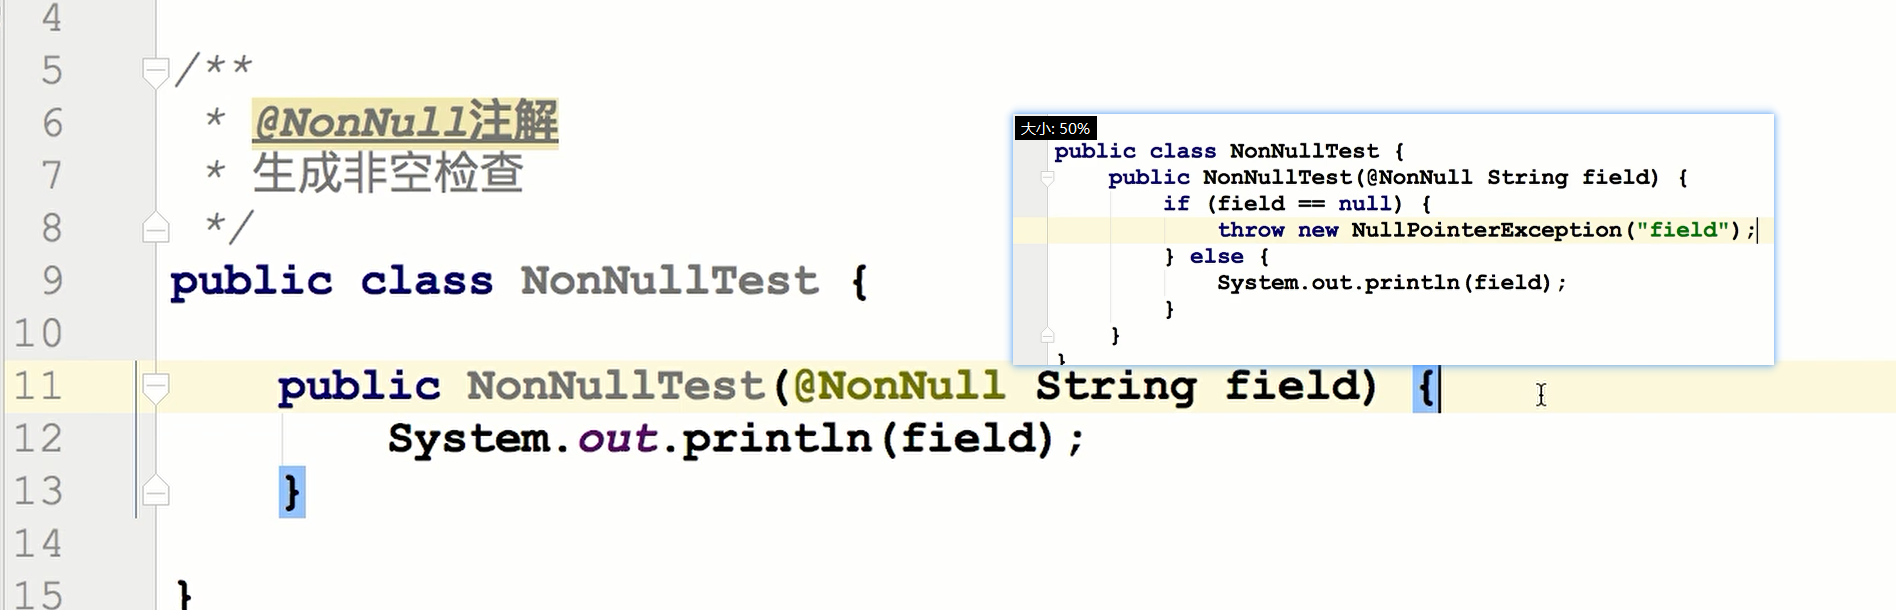 4
5 /**
6 * @NonNull注解
7 * 生成非空检查
8 */
9 public class NonNullTest {
10
11 public NonNullTest(@NonNull String field) {
12 System.out.println(field);
13 }
14
15 }
大小: 50%
public class NonNullTest {
public NonNullTest(@NonNull String field) {
if (field == null) {
throw new NullPointerException("field");
} else {
System.out.println(field);
}
}
}